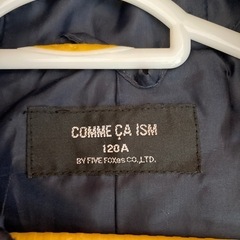 COMME ÇA ISM
120A
BY FIVE FOXes CO.,LTD.